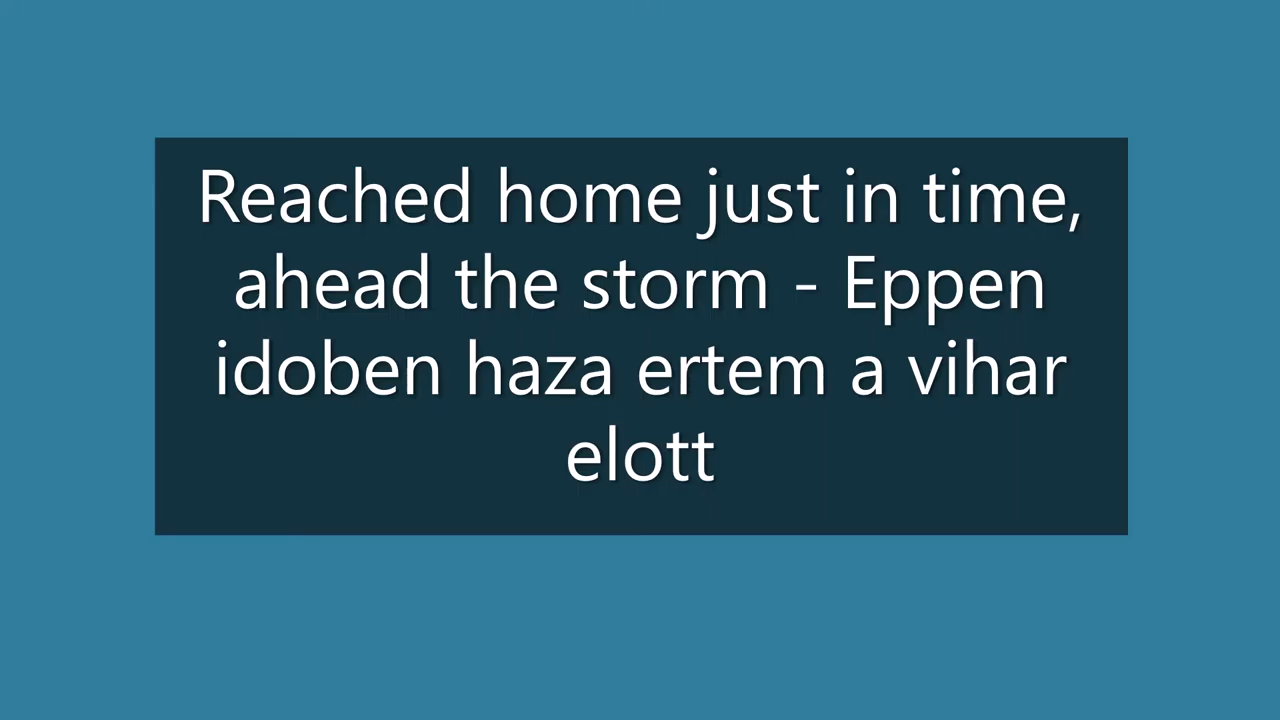 Reached home just in time,
ahead the storm - Eppen
idoben haza ertem a vihar
elott